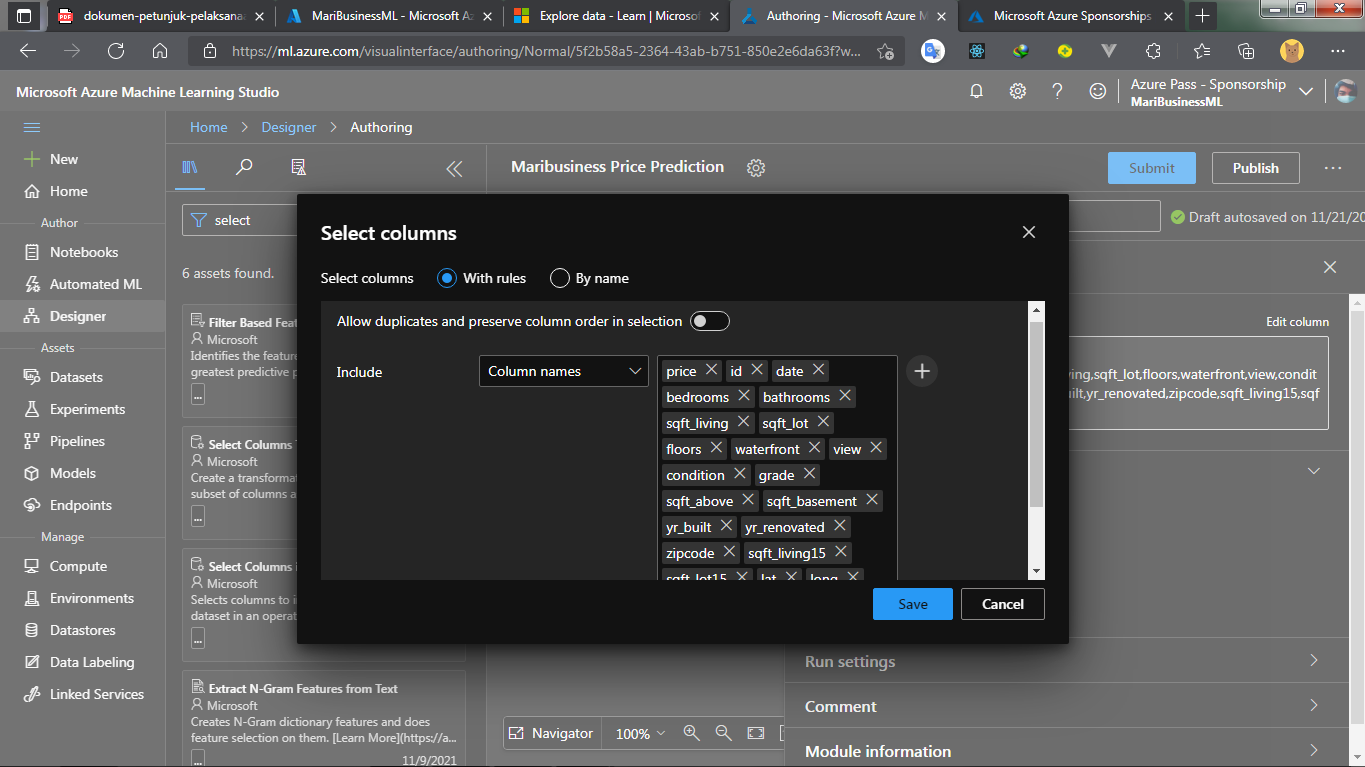 dokumen-petunjuk-pelaksana
MariBusinessML - Microsoft Az
Explore data - Learn | Microsof
Authoring - Microsoft Azure M
Microsoft Azure Sponsorships
https://ml.azure.com/visualinterface/authoring/Normal/5f2b58a5-2364-43ab-b751-850e2e6da63f?w...
Microsoft Azure Machine Learning Studio
Azure Pass - Sponsorship
MariBusinessML
Home > Designer > Authoring
New
Home
Author
Notebooks
Automated ML
Designer
Assets
Datasets
Experiments
Pipelines
Models
Endpoints
Manage
Compute
Environments
Datastores
Data Labeling
Linked Services
select
6 assets found.
Filter Based Feat
Microsoft
Identifies the feature
greatest predictive p
...
Select Columns
Microsoft
Create a transformat
subset of columns a
...
Select Columns i
Microsoft
Selects columns to i
dataset in an operat
...
Extract N-Gram Features from Text
Microsoft
Creates N-Gram dictionary features and does
feature selection on them. [Learn More](https://a...
...
11/9/2021
Maribusiness Price Prediction
Submit
Publish
...
Draft autosaved on 11/21/20
Edit column
ing,sqft_lot,floors,waterfront,view,condit
ilt,yr_renovated,zipcode,sqft_living15,sqf
Select columns
Select columns With rules By name
Allow duplicates and preserve column order in selection
Include
Column names
price id date
bedrooms bathrooms
sqft_living sqft_lot
floors waterfront view
condition grade
sqft_above sqft_basement
yr_built yr_renovated
zipcode sqft_living15
sqft_lot15 lat long
Save
Cancel
Navigator
100%
Run settings
Comment
Module information